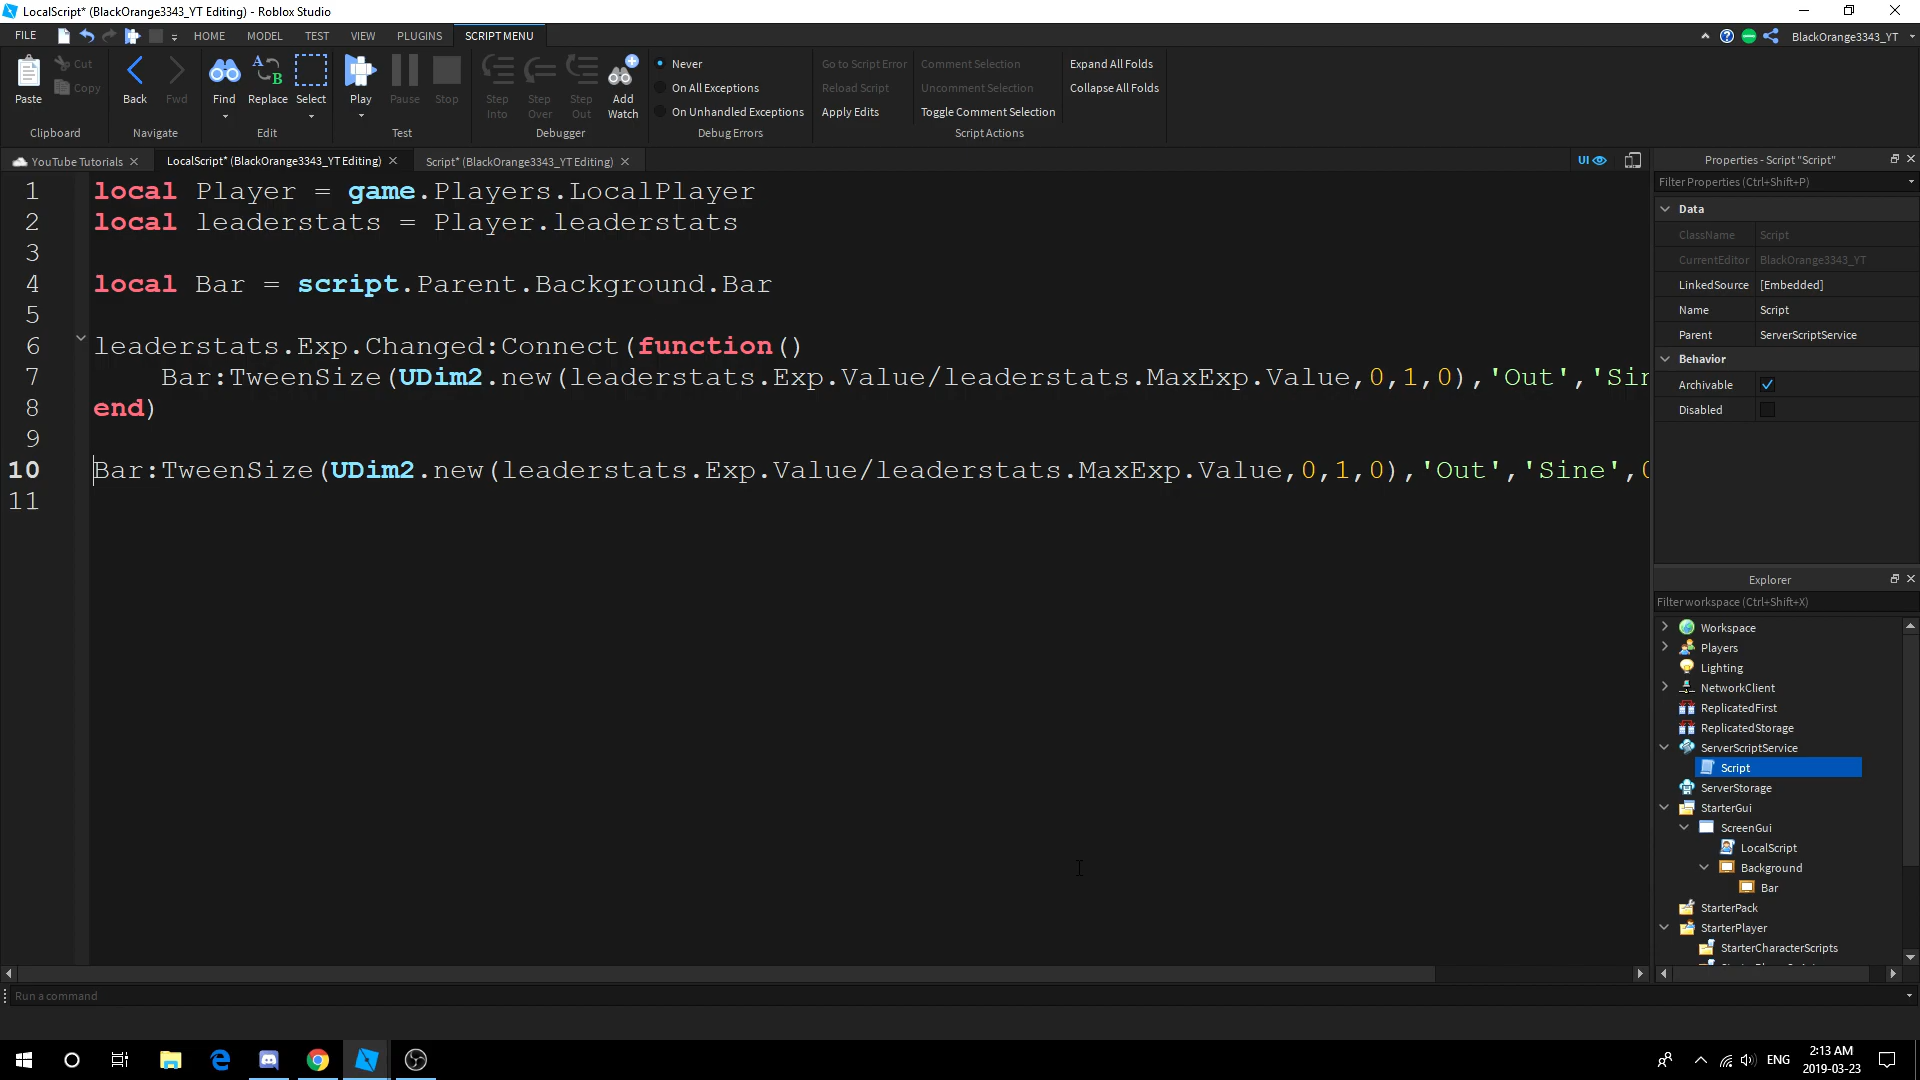 LocalScript* (BlackOrange3343_YT Editing) - Roblox Studio
FILE HOME MODEL TEST VIEW PLUGINS SCRIPT MENU BlackOrange3343_YT
Paste Cut Copy Back Fwd Find Replace Select Play Pause Stop Step Into Step Over Step Out Add Watch
Never
On All Exceptions
On Unhandled Exceptions
Go to Script Error
Reload Script
Apply Edits
Comment Selection
Uncomment Selection
Toggle Comment Selection
Expand All Folds
Collapse All Folds
Clipboard Navigate Edit Test Debugger Debug Errors Script Actions
YouTube Tutorials LocalScript* (BlackOrange3343_YT Editing) Script* (BlackOrange3343_YT Editing) UI
1 local Player = game.Players.LocalPlayer
2 local leaderstats = Player.leaderstats
3
4 local Bar = script.Parent.Background.Bar
5
6 leaderstats.Exp.Changed:Connect(function()
7 Bar:TweenSize(UDim2.new(leaderstats.Exp.Value/leaderstats.MaxExp.Value,0,1,0),'Out','Sin
8 end)
9
10 Bar:TweenSize(UDim2.new(leaderstats.Exp.Value/leaderstats.MaxExp.Value,0,1,0),'Out','Sine',0
11
Properties - Script "Script"
Filter Properties (Ctrl+Shift+P)
Data
ClassName Script
CurrentEditor BlackOrange3343_YT
LinkedSource [Embedded]
Name Script
Parent ServerScriptService
Behavior
Archivable
Disabled
Explorer
Filter workspace (Ctrl+Shift+X)
Workspace
Players
Lighting
NetworkClient
ReplicatedFirst
ReplicatedStorage
ServerScriptService
Script
ServerStorage
StarterGui
ScreenGui
LocalScript
Background
Bar
StarterPack
StarterPlayer
StarterCharacterScripts
Run a command
ENG
2:13 AM
2019-03-23